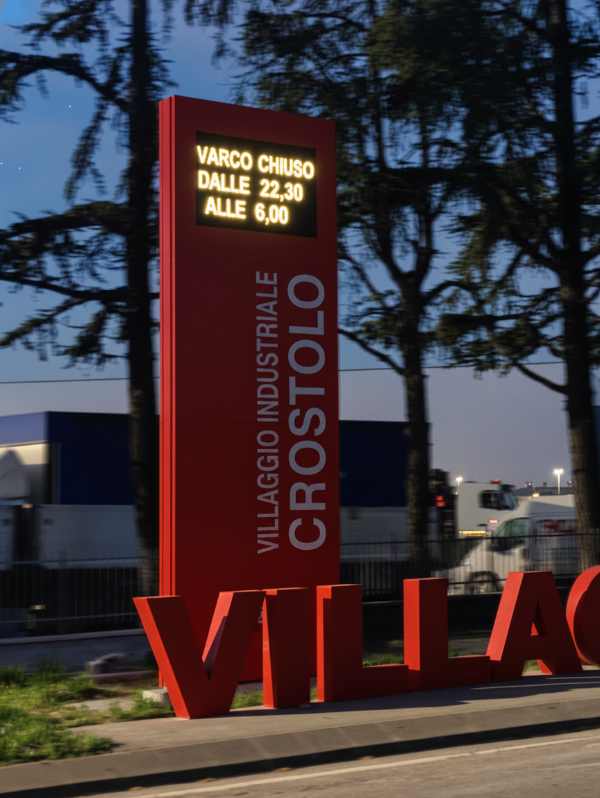 VARCO CHIUSO
DALLE 22,30
ALLE 6,00
VILLAGGIO INDUSTRIALE
CROSTOLO
VILLAG